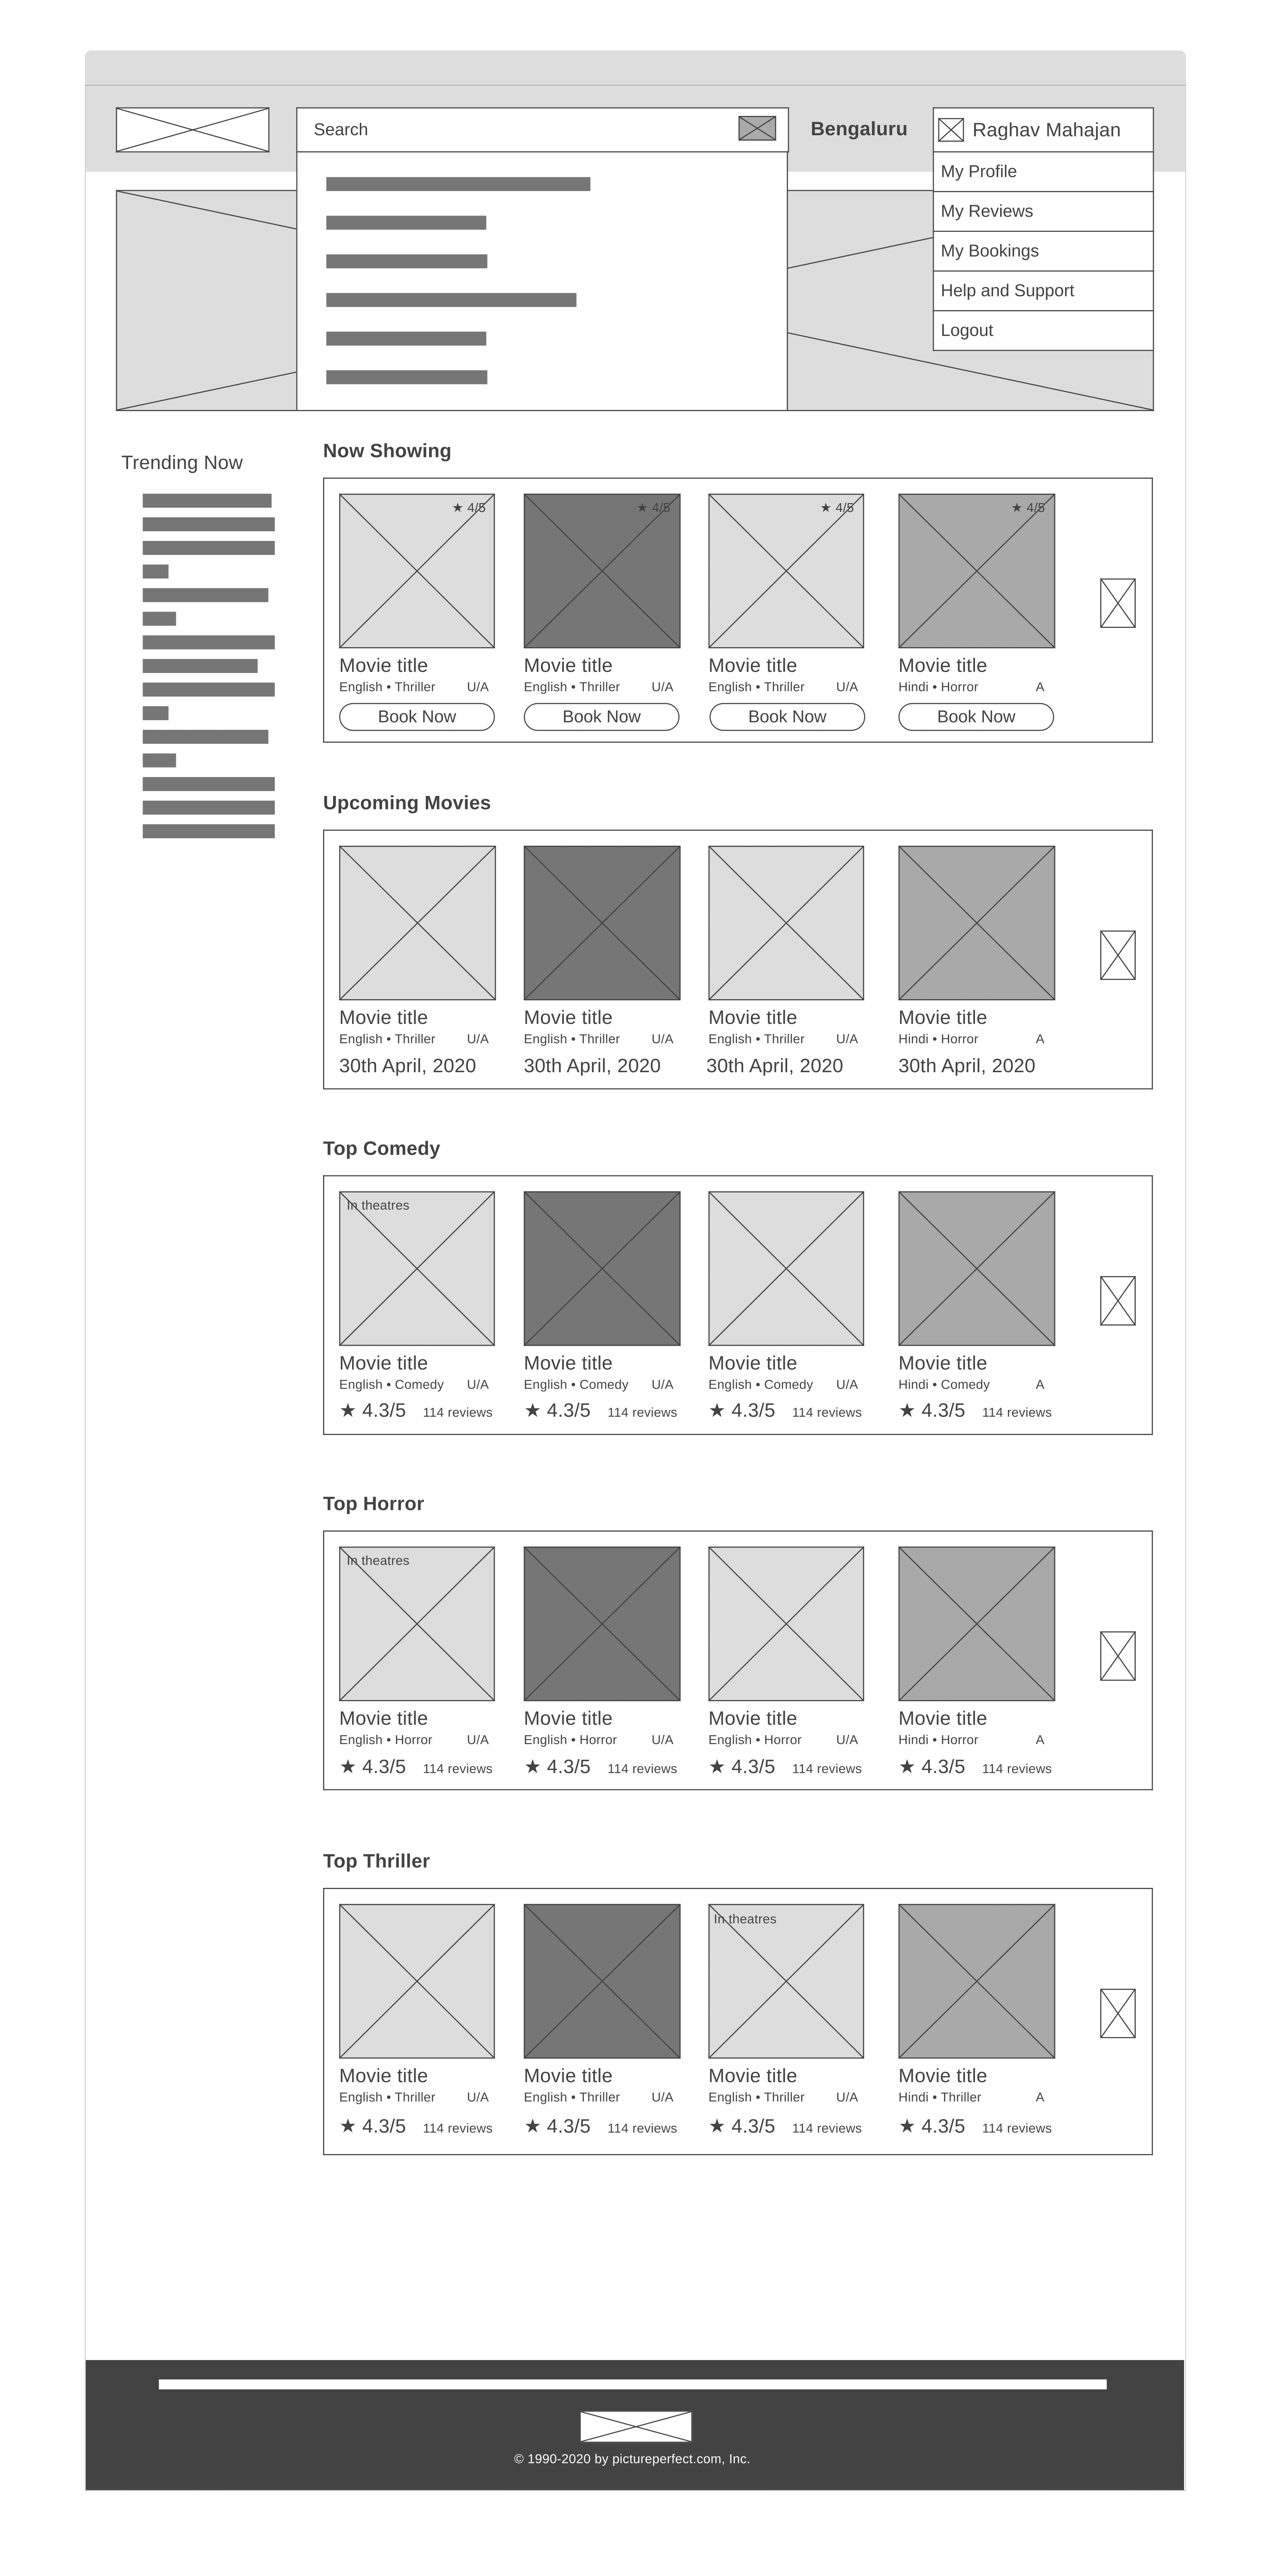 Search
Bengaluru
Raghav Mahajan
My Profile
My Reviews
My Bookings
Help and Support
Logout
Trending Now
Now Showing
★ 4/5 ★ 4/5 ★ 4/5 ★ 4/5
Movie title Movie title Movie title Movie title
English • Thriller U/A English • Thriller U/A English • Thriller U/A Hindi • Horror A
Book Now Book Now Book Now Book Now
Upcoming Movies
Movie title Movie title Movie title Movie title
English • Thriller U/A English • Thriller U/A English • Thriller U/A Hindi • Horror A
30th April, 2020 30th April, 2020 30th April, 2020 30th April, 2020
Top Comedy
In theatres
Movie title Movie title Movie title Movie title
English • Comedy U/A English • Comedy U/A English • Comedy U/A Hindi • Comedy A
★ 4.3/5 114 reviews ★ 4.3/5 114 reviews ★ 4.3/5 114 reviews ★ 4.3/5 114 reviews
Top Horror
In theatres
Movie title Movie title Movie title Movie title
English • Horror U/A English • Horror U/A English • Horror U/A Hindi • Horror A
★ 4.3/5 114 reviews ★ 4.3/5 114 reviews ★ 4.3/5 114 reviews ★ 4.3/5 114 reviews
Top Thriller
In theatres
Movie title Movie title Movie title Movie title
English • Thriller U/A English • Thriller U/A English • Thriller U/A Hindi • Thriller A
★ 4.3/5 114 reviews ★ 4.3/5 114 reviews ★ 4.3/5 114 reviews ★ 4.3/5 114 reviews
© 1990-2020 by pictureperfect.com, Inc.